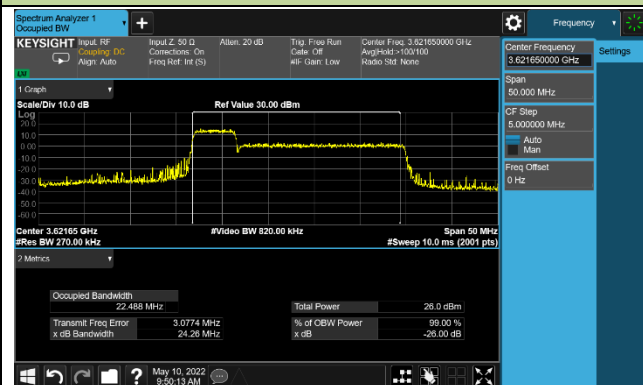 Spectrum Analyzer 1
Occupied BW
Frequency
KEYSIGHT
Input: RF
Coupling: DC
Align: Auto
Input Z: 50 Ω
Corrections: On
Freq Ref: Int (S)
Atten: 20 dB
Trig: Free Run
Gate: Off
#IF Gain: Low
Center Freq: 3.621650000 GHz
Avg|Hold:>100/100
Radio Std: None
Center Frequency
3.621650000 GHz
Settings
Span
50.000 MHz
CF Step
5.000000 MHz
Auto
Man
Freq Offset
0 Hz
1 Graph
Scale/Div 10.0 dB
Ref Value 30.00 dBm
Log
20.0
10.0
0.00
-10.0
-20.0
-30.0
-40.0
-50.0
-60.0
Center 3.62165 GHz
#Video BW 820.00 kHz
Span 50 MHz
#Res BW 270.00 kHz
#Sweep 10.0 ms (2001 pts)
2 Metrics
Occupied Bandwidth
22.488 MHz
Total Power
26.0 dBm
Transmit Freq Error
3.0774 MHz
% of OBW Power
99.00 %
x dB Bandwidth
24.26 MHz
x dB
-26.00 dB
?
May 10, 2022
9:50:13 AM